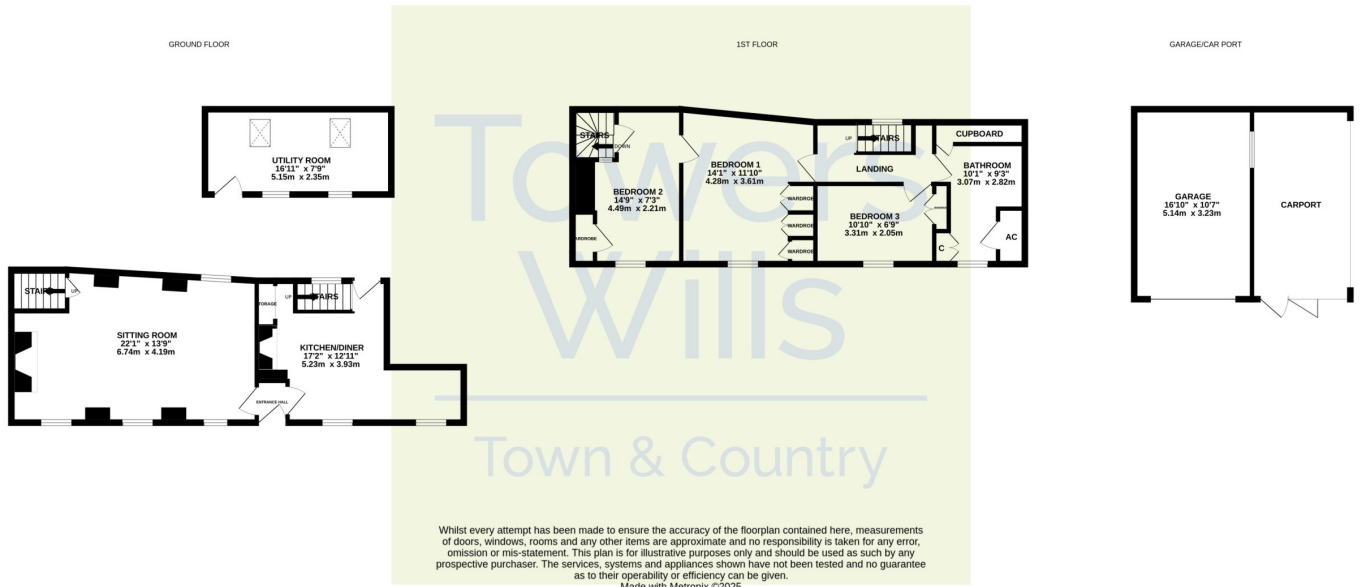 GROUND FLOOR
1ST FLOOR
GARAGE/CAR PORT
UTILITY ROOM
16'11" x 7'9"
5.15m x 2.35m
STAIRS
UP
SITTING ROOM
22'1" x 13'9"
6.74m x 4.19m
STORAGE
UP
STAIRS
KITCHEN/DINER
17'2" x 12'11"
5.23m x 3.93m
ENTRANCE HALL
STAIRS
DOWN
BEDROOM 2
14'9" x 7'3"
4.49m x 2.21m
WARDROBE
BEDROOM 1
14'1" x 11'10"
4.28m x 3.61m
WARDROBE
WARDROBE
WARDROBE
UP
STAIRS
LANDING
BEDROOM 3
10'10" x 6'9"
3.31m x 2.05m
CUPBOARD
BATHROOM
10'1" x 9'3"
3.07m x 2.82m
C
AC
GARAGE
16'10" x 10'7"
5.14m x 3.23m
CARPORT
Towers
Wills
Town & Country
Whilst every attempt has been made to ensure the accuracy of the floorplan contained here, measurements
of doors, windows, rooms and any other items are approximate and no responsibility is taken for any error,
omission or mis-statement. This plan is for illustrative purposes only and should be used as such by any
prospective purchaser. The services, systems and appliances shown have not been tested and no guarantee
as to their operability or efficiency can be given.
Made with Metropix ©2025